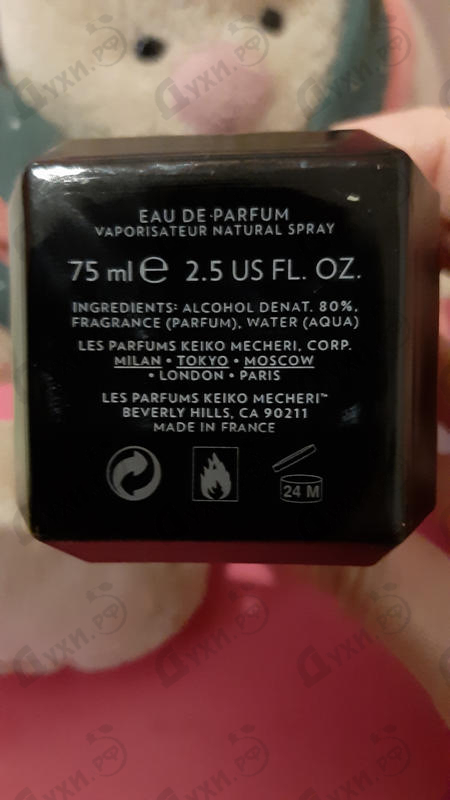 EAU DE·PARFUM
VAPORISATEUR NATURAL SPRAY
75 ml e 2.5 US FL. OZ.
INGREDIENTS: ALCOHOL DENAT. 80%,
FRAGRANCE (PARFUM), WATER (AQUA)
LES PARFUMS KEIKO MECHERI, CORP.
MILAN • TOKYO • MOSCOW
• LONDON • PARIS
LES PARFUMS KEIKO MECHERI™
BEVERLY HILLS, CA 90211
MADE IN FRANCE
24 M
Духи.рф